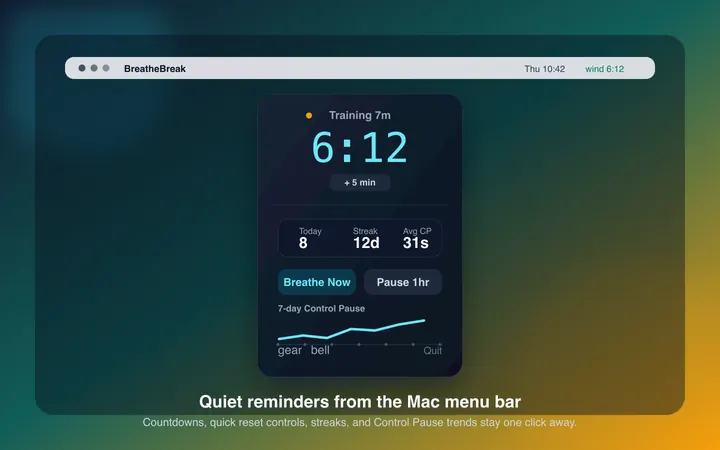 BreatheBreak Thu 10:42 wind 6:12
Training 7m
6:12
+ 5 min
Today Streak Avg CP
8 12d 31s
Breathe Now Pause 1hr
7-day Control Pause
gear bell Quit
Quiet reminders from the Mac menu bar
Countdowns, quick reset controls, streaks, and Control Pause trends stay one click away.